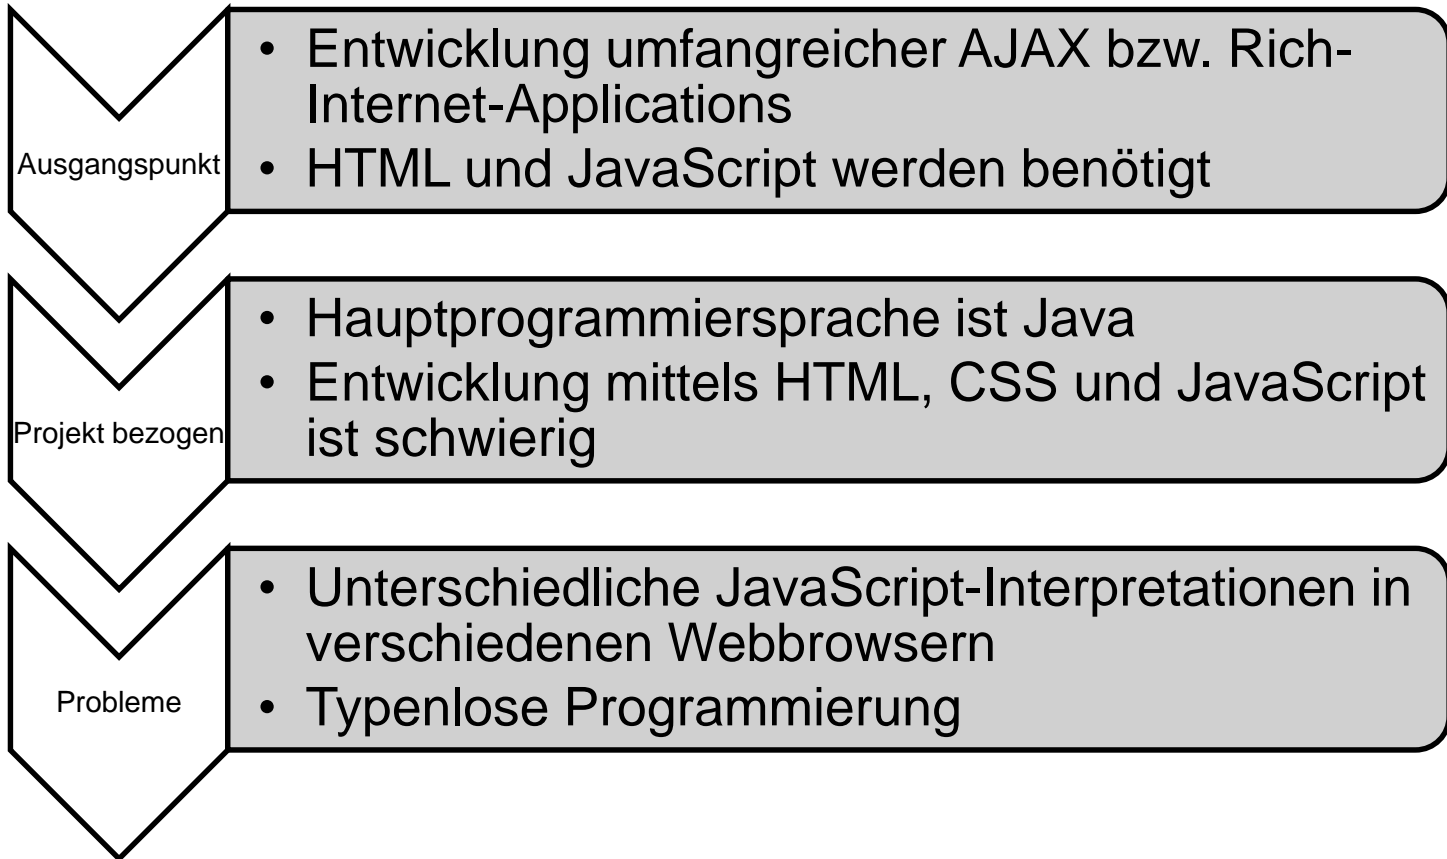 Ausgangspunkt
• Entwicklung umfangreicher AJAX bzw. Rich-
Internet-Applications
• HTML und JavaScript werden benötigt
Projekt bezogen
• Hauptprogrammiersprache ist Java
• Entwicklung mittels HTML, CSS und JavaScript
ist schwierig
Probleme
• Unterschiedliche JavaScript-Interpretationen in
verschiedenen Webbrowsern
• Typenlose Programmierung